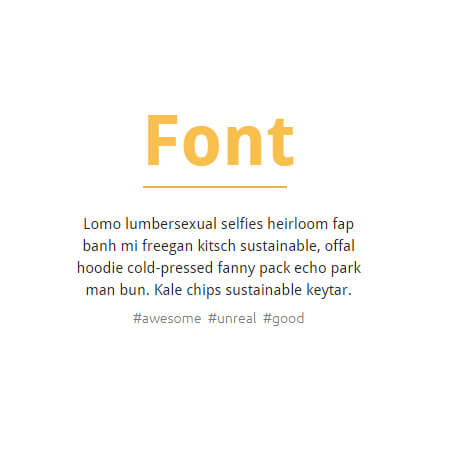 Font
Lomo lumbersexual selfies heirloom fap
banh mi freegan kitsch sustainable, offal
hoodie cold-pressed fanny pack echo park
man bun. Kale chips sustainable keytar.
#awesome #unreal #good